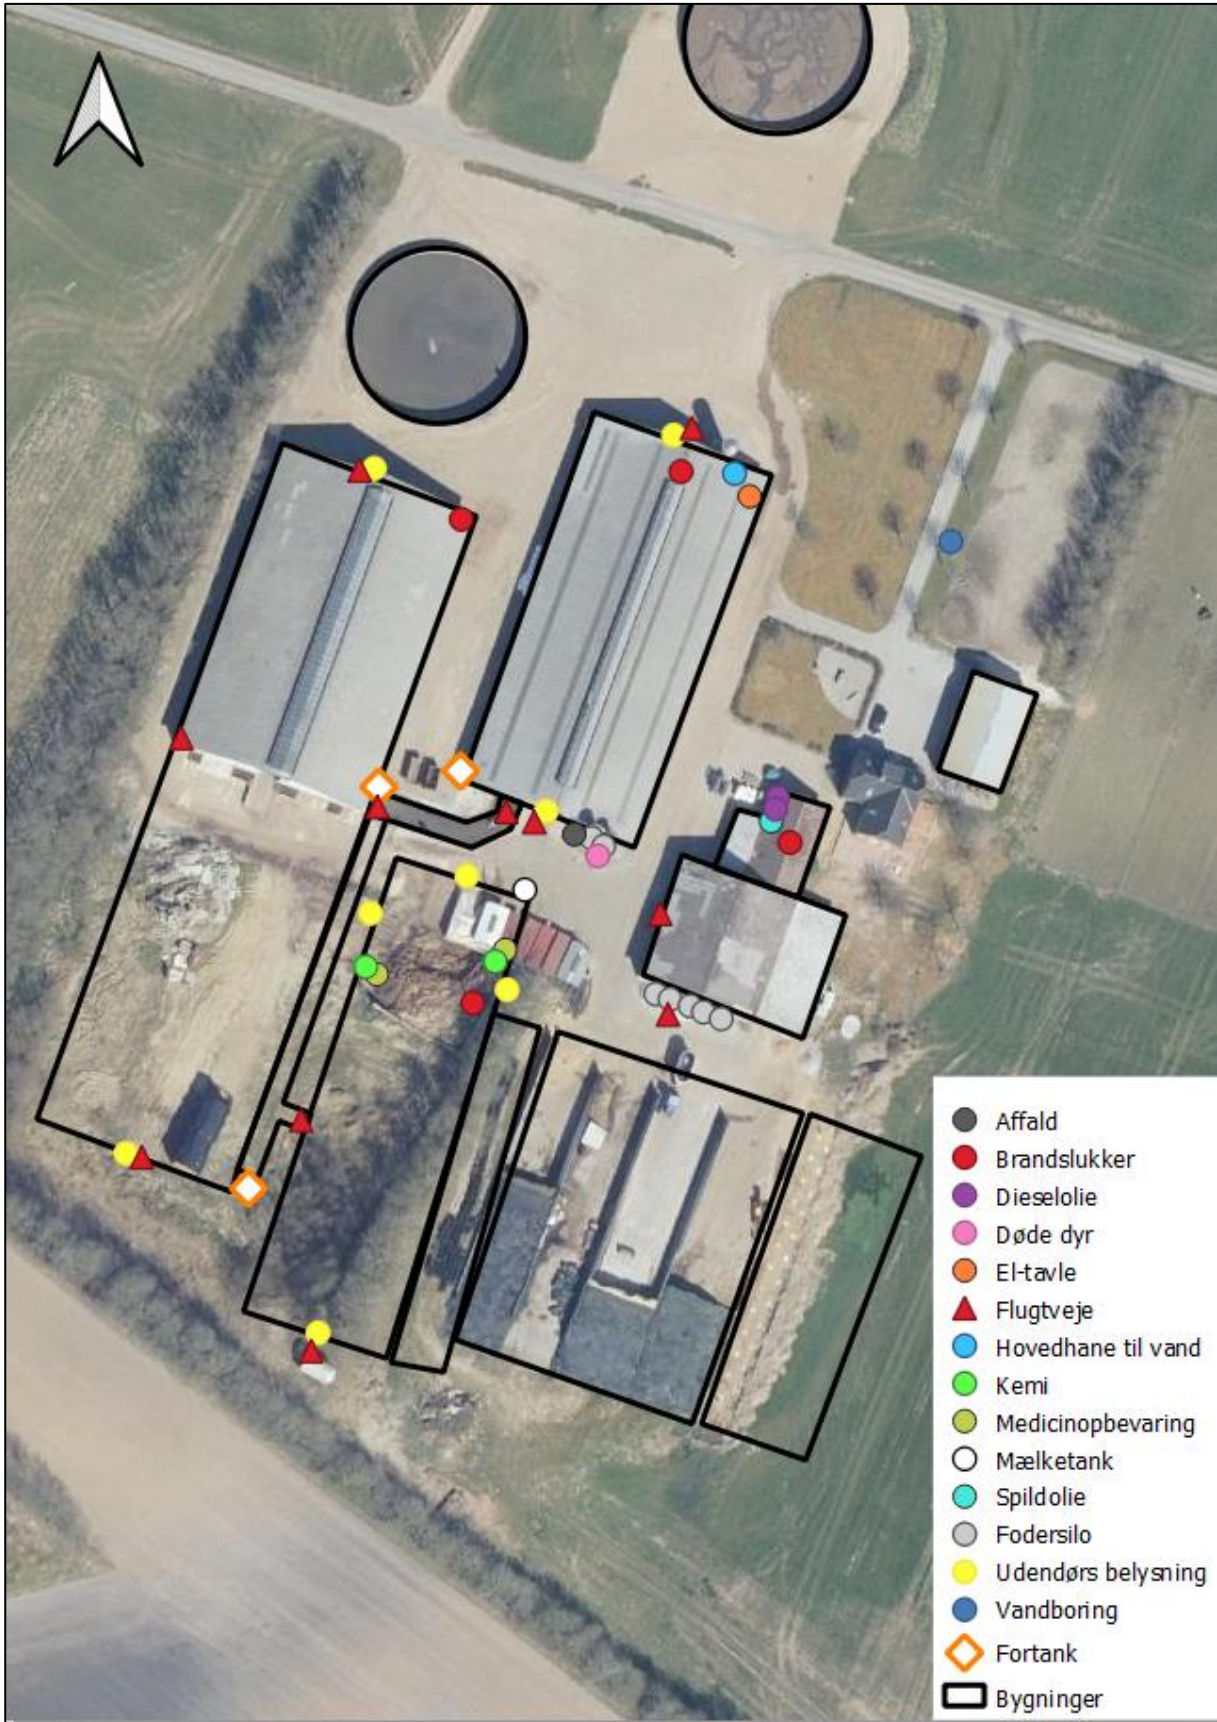 Affald
Brandslukker
Dieselolie
Døde dyr
El-tavle
Flugtveje
Hovedhane til vand
Kemi
Medicinopbevaring
Mælketank
Spildolie
Fodersilo
Udendørs belysning
Vandboring
Fortank
Bygninger